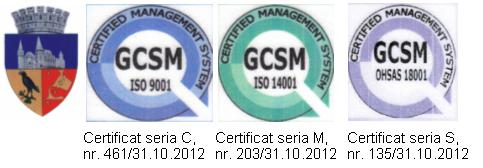 CERTIFIED MANAGEMENT SYSTEM
GCSM
ISO 9001
CERTIFIED MANAGEMENT SYSTEM
GCSM
ISO 14001
CERTIFIED MANAGEMENT SYSTEM
GCSM
OHSAS 18001
Certificat seria C,
nr. 461/31.10.2012
Certificat seria M,
nr. 203/31.10.2012
Certificat seria S,
nr. 135/31.10.2012